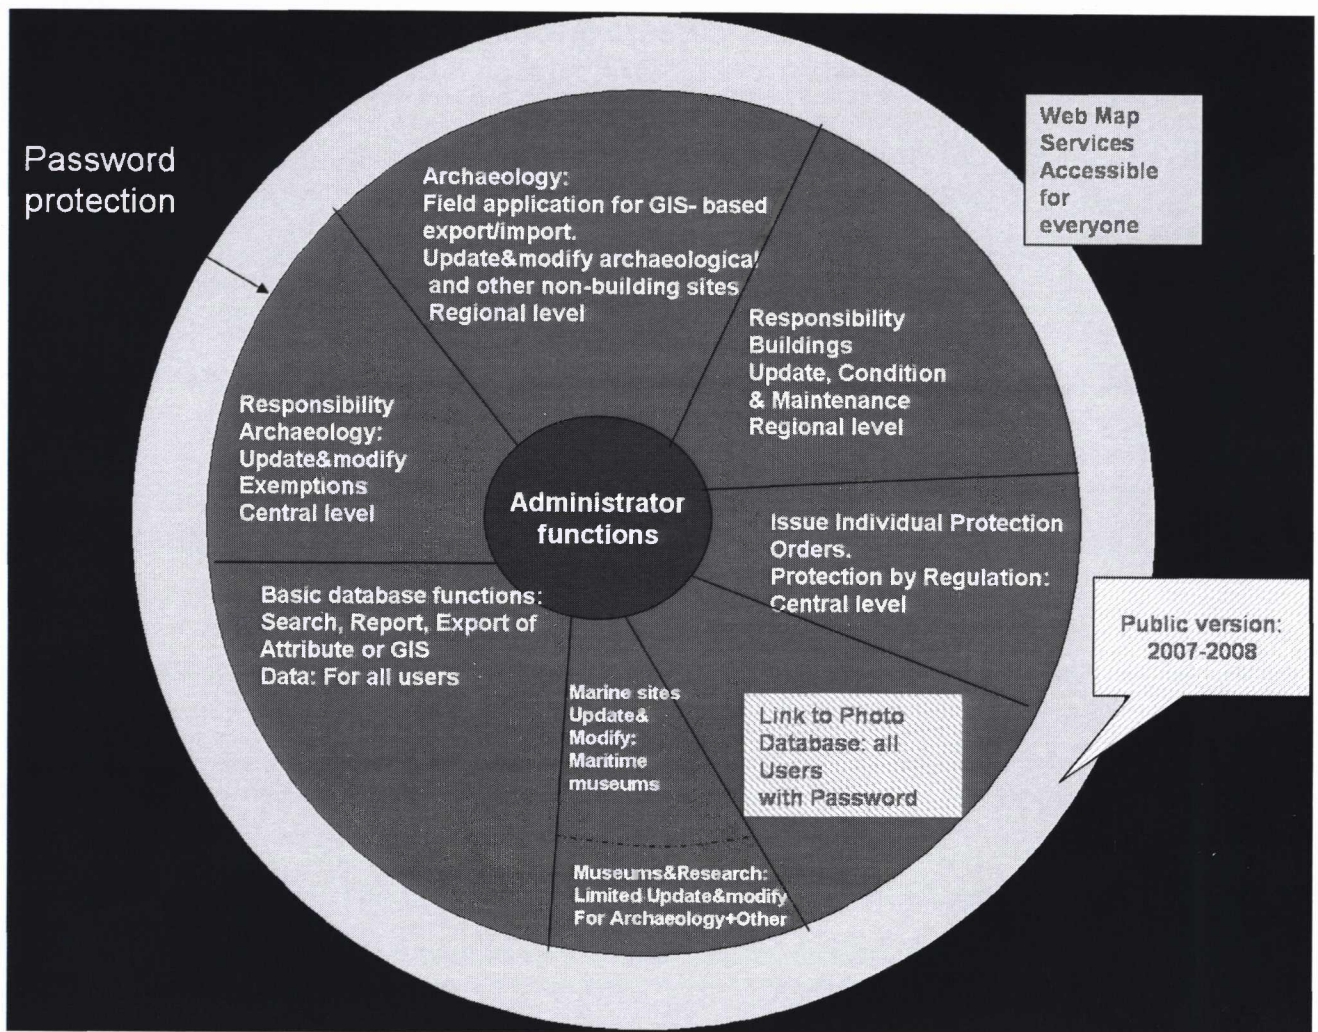 Password
protection
Archaeology:
Field application for GIS- based
export/import.
Update&modify archaeological
and other non-building sites
Regional level
Web Map
Services
Accessible
for
everyone
Responsibility
Buildings
Update, Condition
& Maintenance
Regional level
Responsibility
Archaeology:
Update&modify
Exemptions
Central level
Administrator
functions
Issue Individual Protection
Orders.
Protection by Regulation:
Central level
Basic database functions:
Search, Report, Export of
Attribute or GIS
Data: For all users
Public version:
2007-2008
Marine sites
Update&
Modify:
Maritime
museums
Link to Photo
Database: all
Users
with Password
Museums&Research:
Limited Update&modify
For Archaeology+Other